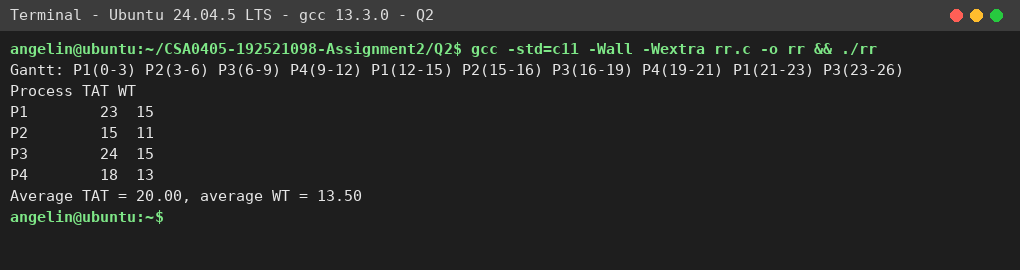 Terminal - Ubuntu 24.04.5 LTS - gcc 13.3.0 - Q2
angelin@ubuntu:~/CSA0405-192521098-Assignment2/Q2$ gcc -std=c11 -Wall -Wextra rr.c -o rr && ./rr
Gantt: P1(0-3) P2(3-6) P3(6-9) P4(9-12) P1(12-15) P2(15-16) P3(16-19) P4(19-21) P1(21-23) P3(23-26)
Process TAT WT
P1        23  15
P2        15  11
P3        24  15
P4        18  13
Average TAT = 20.00, average WT = 13.50
angelin@ubuntu:~$